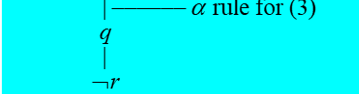 α rule for (3)
q
¬r